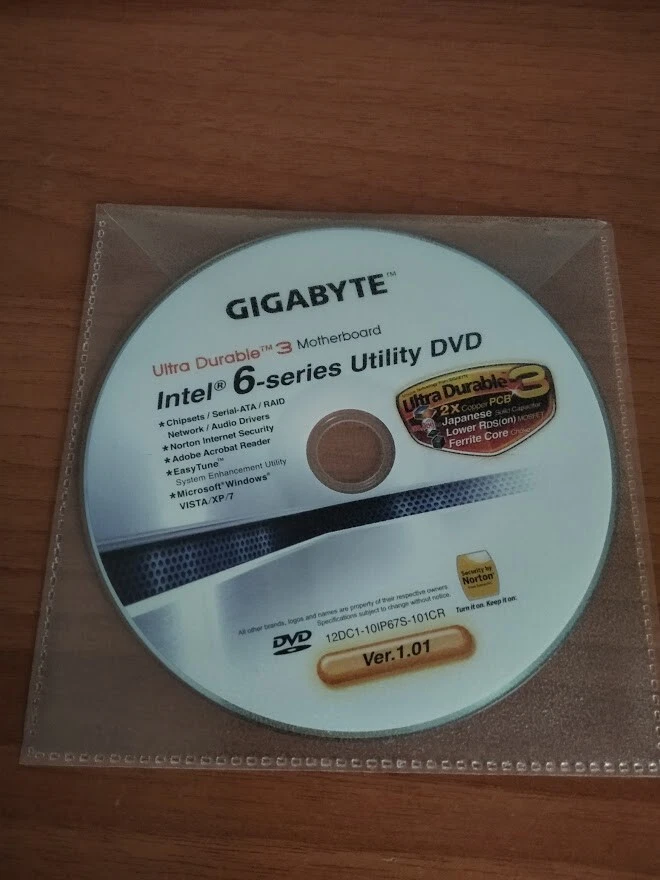 GIGABYTE™
Ultra Durable™ 3 Motherboard
Intel® 6-series Utility DVD
★Chipsets / Serial-ATA / RAID
Network / Audio Drivers
★Norton Internet Security
★Adobe Acrobat Reader
★EasyTune™
System Enhancement Utility
★Microsoft® Windows®
VISTA/XP/7
Ultra Durable 3
2X Copper PCB
Japanese Solid Capacitor
Lower RDS(on) MOSFET
Ferrite Core
Security by
Norton™
Turn it on. Keep it on.
All other brands, logos and names are property of their respective owners.
Specifications subject to change without notice.
DVD
12DC1-10IP67S-101CR
Ver.1.01